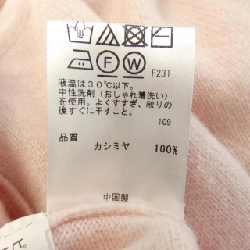 F W
F231
液温は30℃以下。
中性洗剤(おしゃれ着洗い)
を使用。よくすすぎ、絞りの
後すぐに干すこと。
109
品質 カシミヤ 100%
中国製